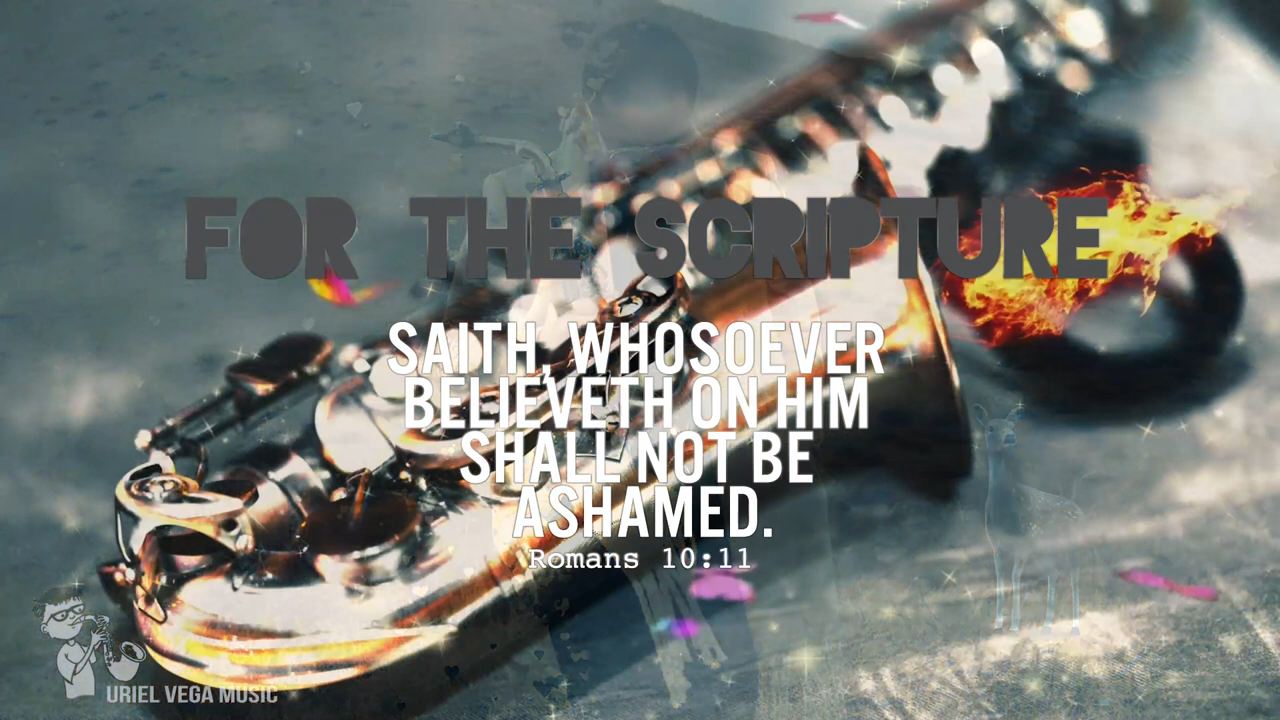 FOR THE SCRIPTURE
SAITH, WHOSOEVER
BELIEVETH ON HIM
SHALL NOT BE
ASHAMED.
Romans 10:11
URIEL VEGA MUSIC